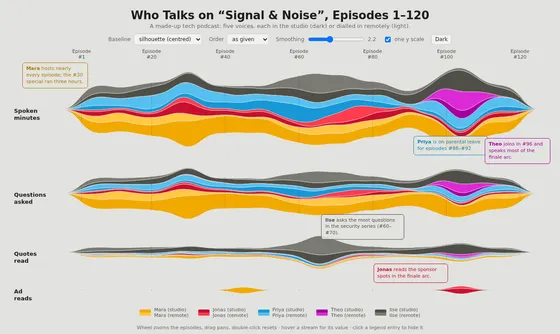 Who Talks on “Signal & Noise”, Episodes 1–120
A made-up tech podcast: five voices, each in the studio (dark) or dialled in remotely (light).
Baseline silhouette (centred) Order as given Smoothing 2.2 one y scale Dark
Episode #1
Episode #20
Episode #40
Episode #60
Episode #80
Episode #100
Episode #120
Mara hosts nearly
every episode; the #30
special ran three hours.
Spoken
minutes
Priya is on parental leave
for episodes #88–#92.
Theo joins in #96 and
speaks most of the
finale arc.
Questions
asked
Ilse asks the most questions
in the security series (#60–
#70).
Quotes
read
Jonas reads the sponsor
spots in the finale arc.
Ad
reads
Mara (studio)
Mara (remote)
Jonas (studio)
Jonas (remote)
Priya (studio)
Priya (remote)
Theo (studio)
Theo (remote)
Ilse (studio)
Ilse (remote)
Wheel zooms the episodes, drag pans, double-click resets · hover a stream for its value · click a legend entry to hide it